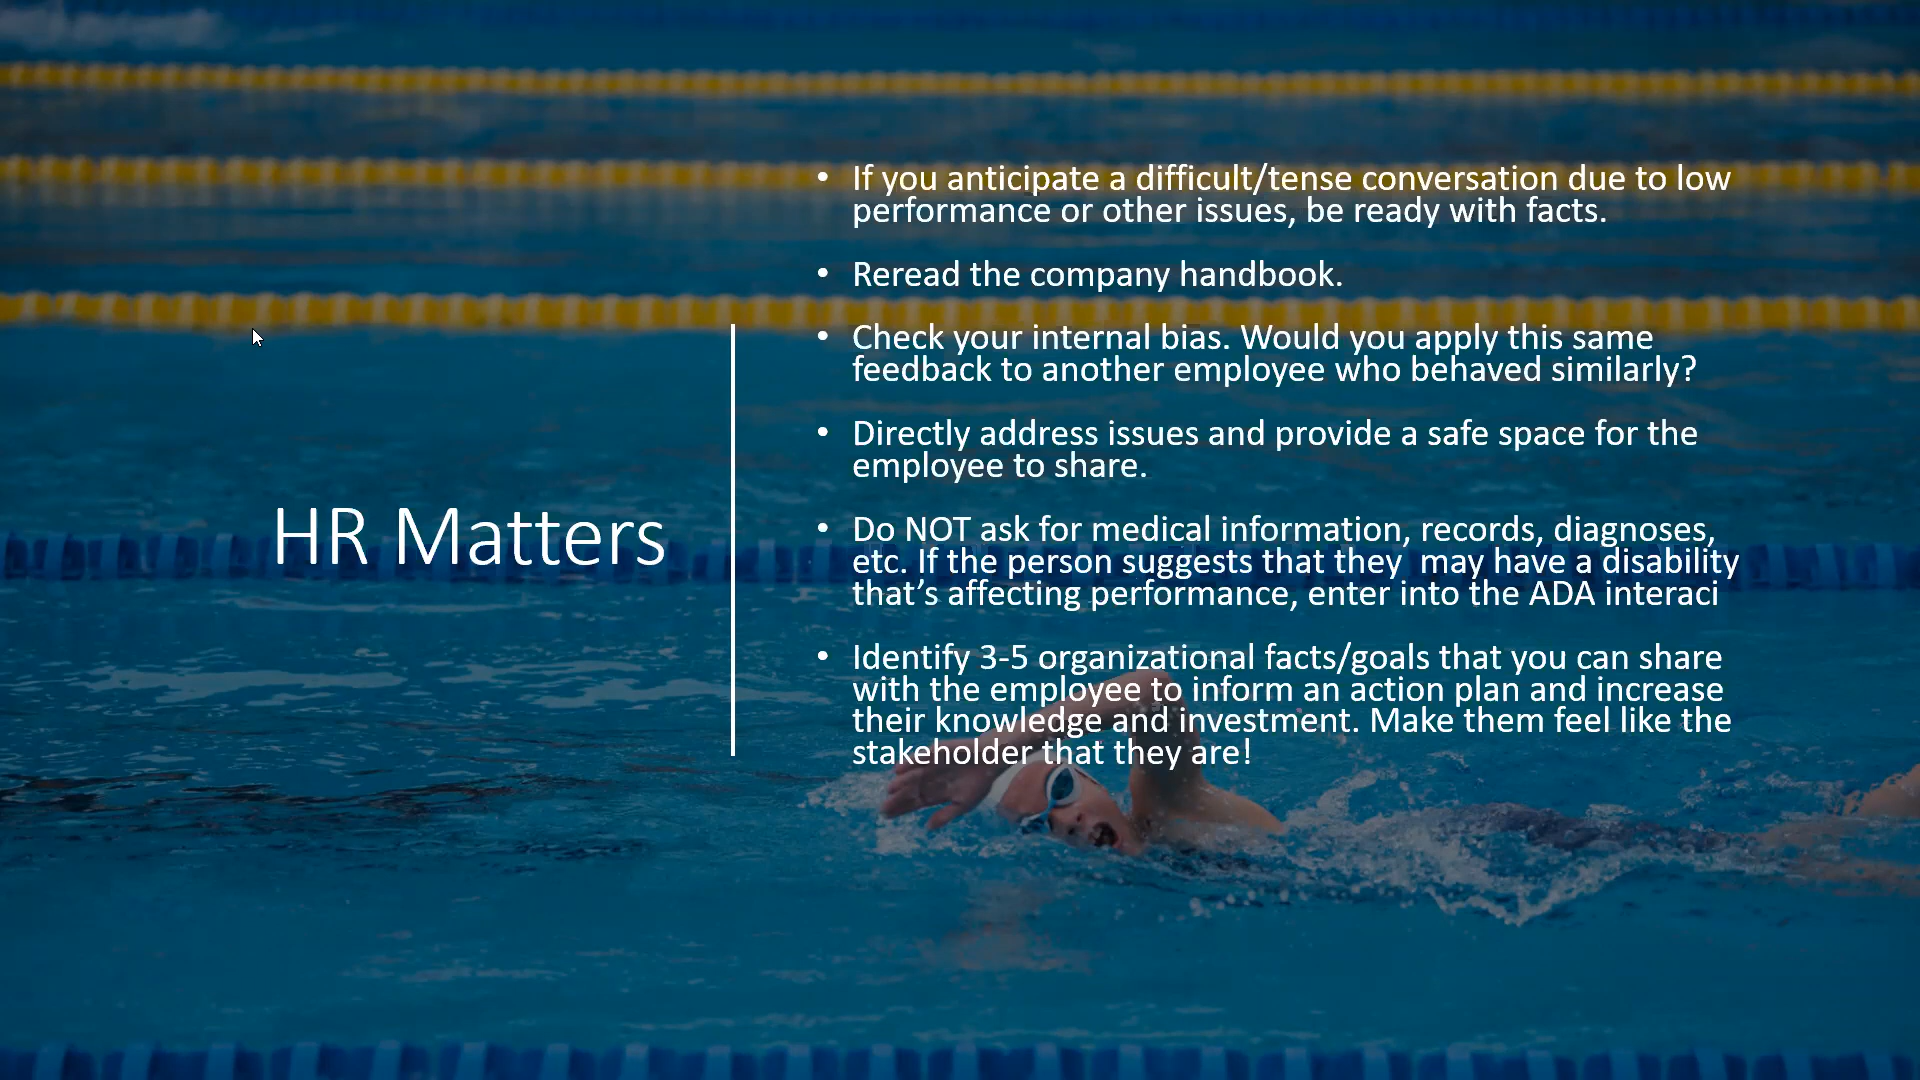 HR Matters
• If you anticipate a difficult/tense conversation due to low
performance or other issues, be ready with facts.
• Reread the company handbook.
• Check your internal bias. Would you apply this same
feedback to another employee who behaved similarly?
• Directly address issues and provide a safe space for the
employee to share.
• Do NOT ask for medical information, records, diagnoses,
etc. If the person suggests that they  may have a disability
that’s affecting performance, enter into the ADA interaci
• Identify 3-5 organizational facts/goals that you can share
with the employee to inform an action plan and increase
their knowledge and investment. Make them feel like the
stakeholder that they are!